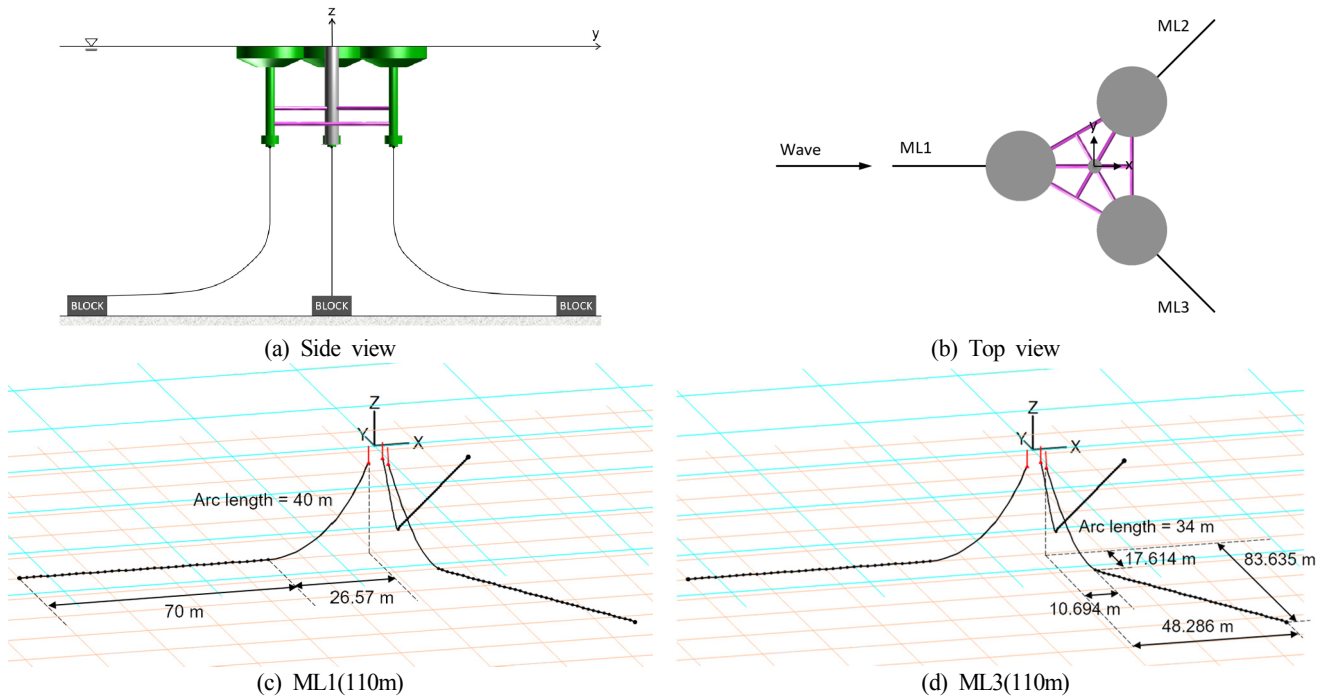 z
y
BLOCK BLOCK BLOCK
(a) Side view
ML2
Wave
ML1
y
x
ML3
(b) Top view
Z
Y
X
Arc length = 40 m
70 m
26.57 m
(c) ML1(110m)
Z
Y
X
Arc length = 34 m
17.614 m
83.635 m
10.694 m
48.286 m
(d) ML3(110m)